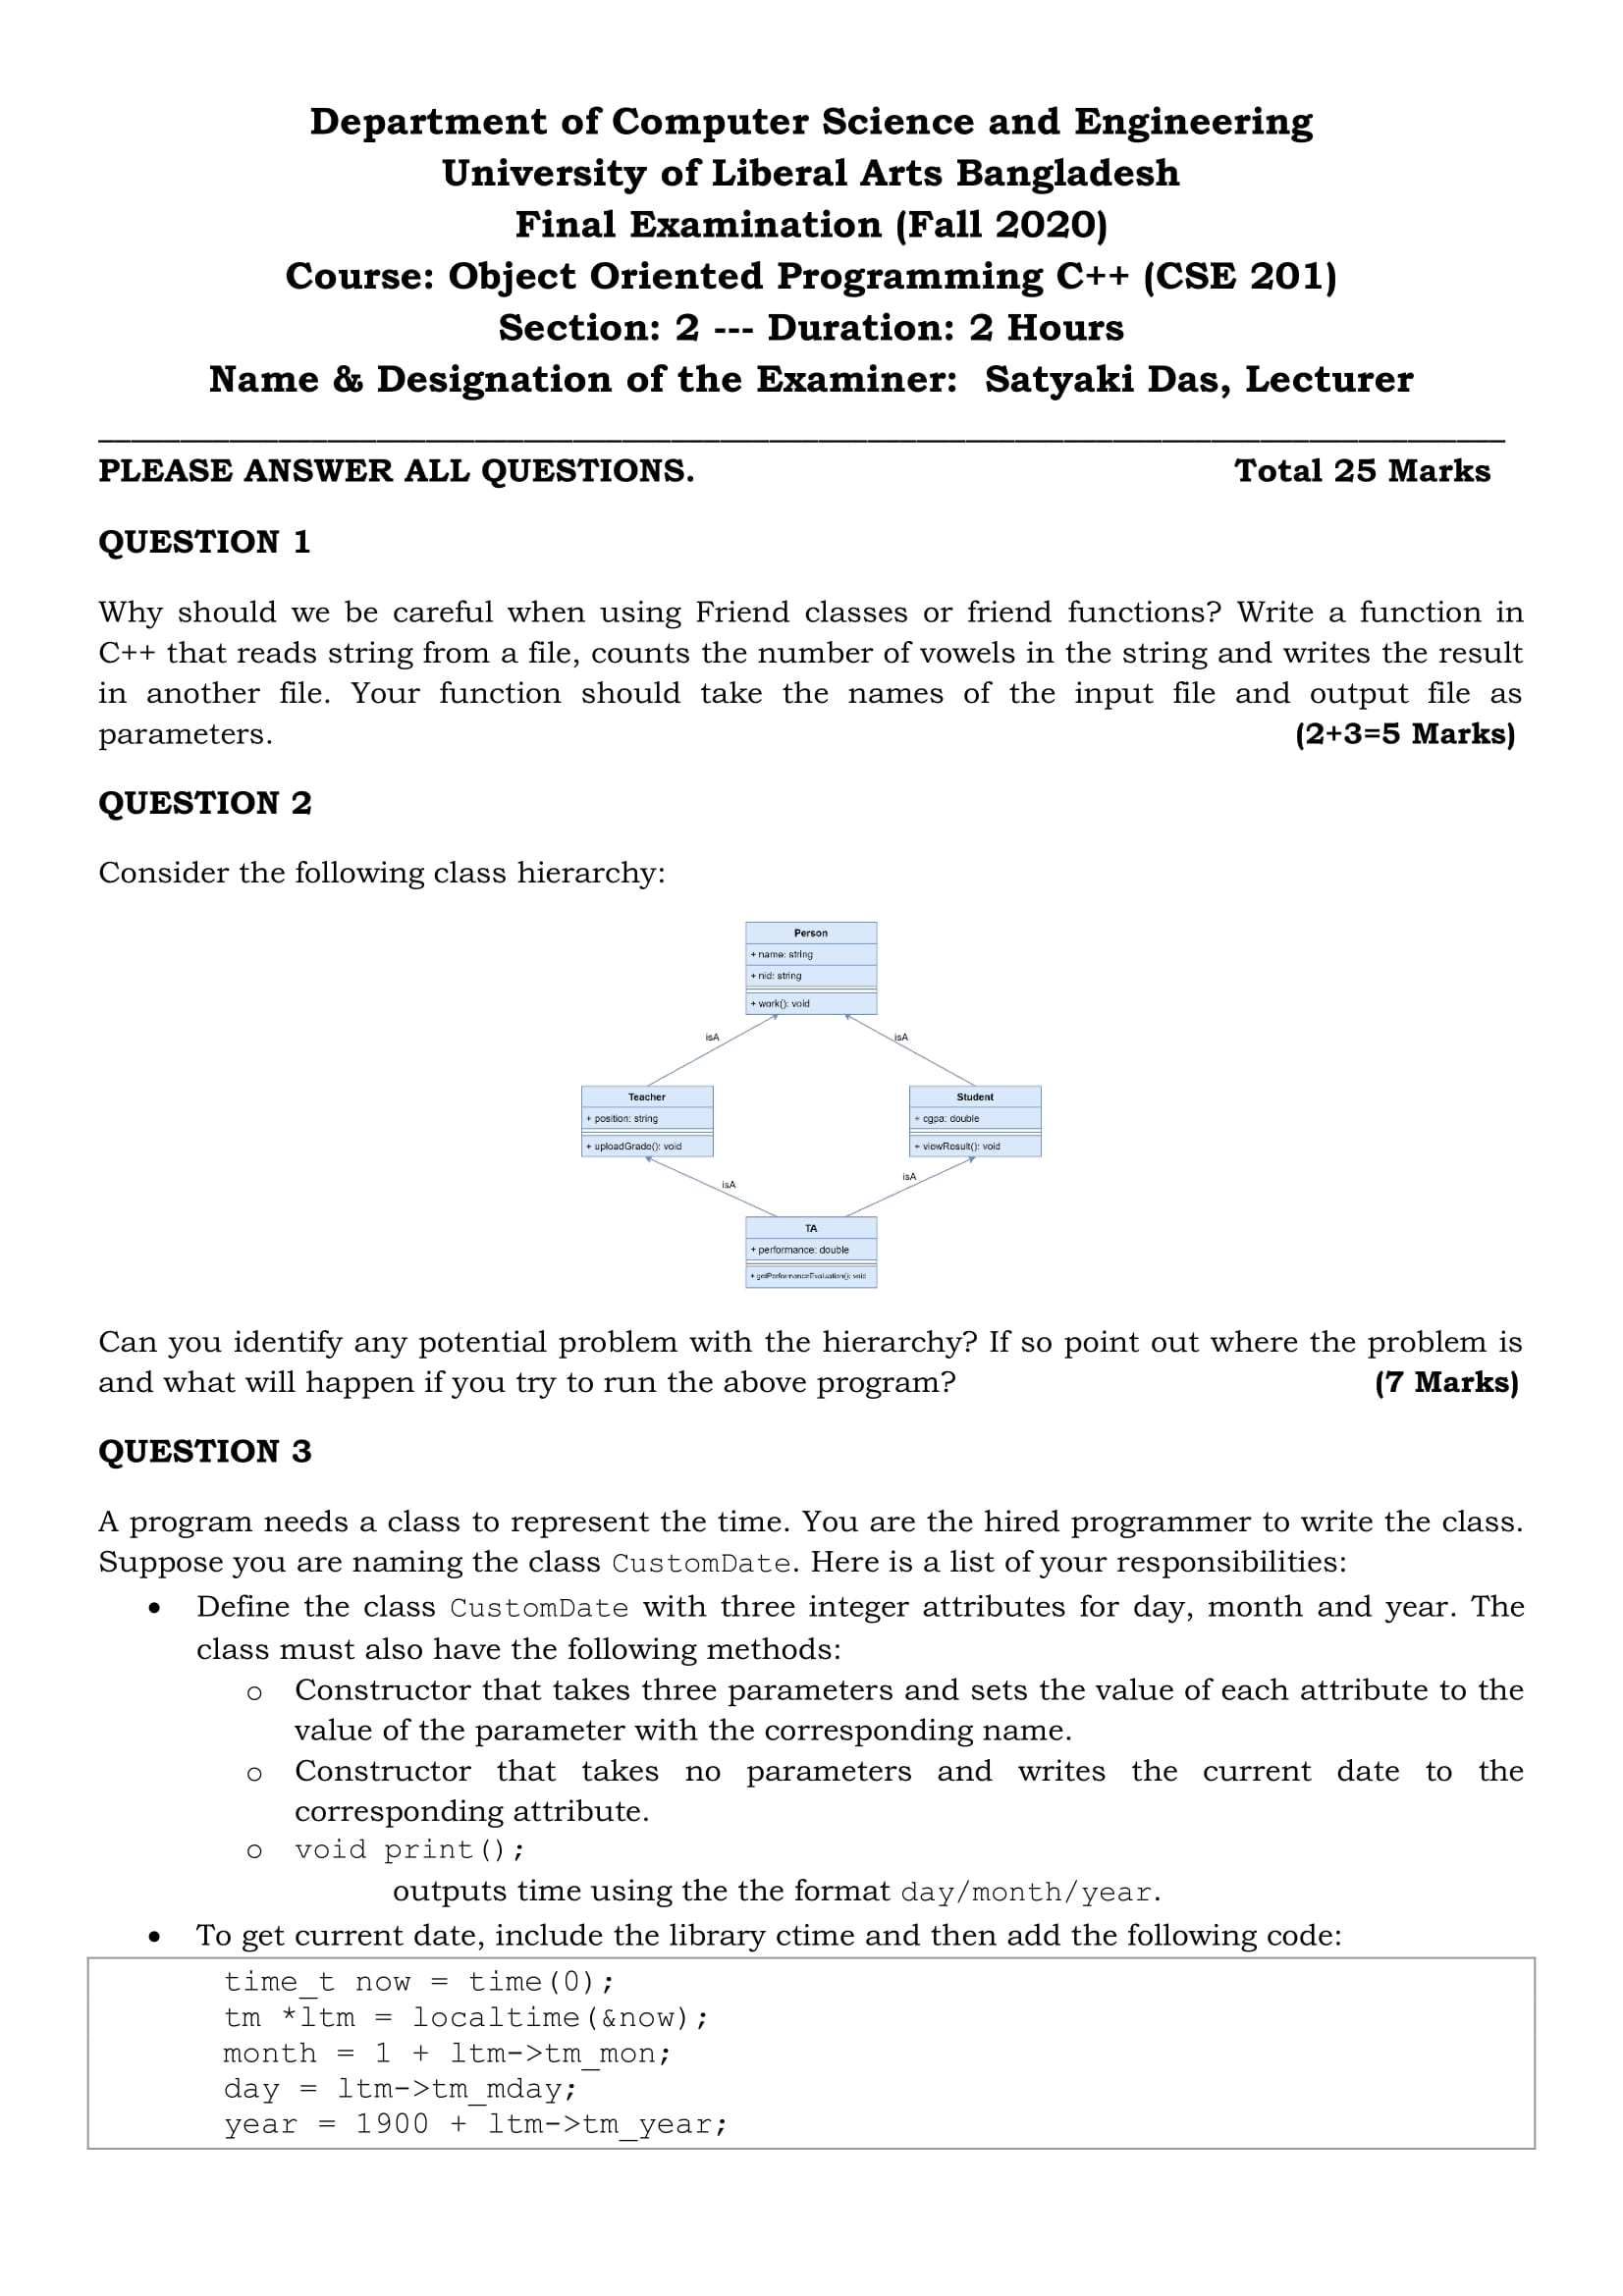 Department of Computer Science and Engineering
University of Liberal Arts Bangladesh
Final Examination (Fall 2020)
Course: Object Oriented Programming C++ (CSE 201)
Section: 2 --- Duration: 2 Hours
Name & Designation of the Examiner: Satyaki Das, Lecturer
PLEASE ANSWER ALL QUESTIONS. Total 25 Marks
QUESTION 1
Why should we be careful when using Friend classes or friend functions? Write a function in
C++ that reads string from a file, counts the number of vowels in the string and writes the result
in another file. Your function should take the names of the input file and output file as
parameters. (2+3=5 Marks)
QUESTION 2
Consider the following class hierarchy:
Person
+ name: string
+ nid: string
+ work(): void
isA isA
Teacher Student
+ position: string + cgpa: double
+ uploadGrade(): void + viewResult(): void
isA isA
TA
+ performance: double
+ getPerformanceEvaluation(): void
Can you identify any potential problem with the hierarchy? If so point out where the problem is
and what will happen if you try to run the above program? (7 Marks)
QUESTION 3
A program needs a class to represent the time. You are the hired programmer to write the class.
Suppose you are naming the class CustomDate. Here is a list of your responsibilities:
• Define the class CustomDate with three integer attributes for day, month and year. The
class must also have the following methods:
o Constructor that takes three parameters and sets the value of each attribute to the
value of the parameter with the corresponding name.
o Constructor that takes no parameters and writes the current date to the
corresponding attribute.
o void print();
outputs time using the the format day/month/year.
• To get current date, include the library ctime and then add the following code:
time_t now = time(0);
tm *ltm = localtime(&now);
month = 1 + ltm->tm_mon;
day = ltm->tm_mday;
year = 1900 + ltm->tm_year;